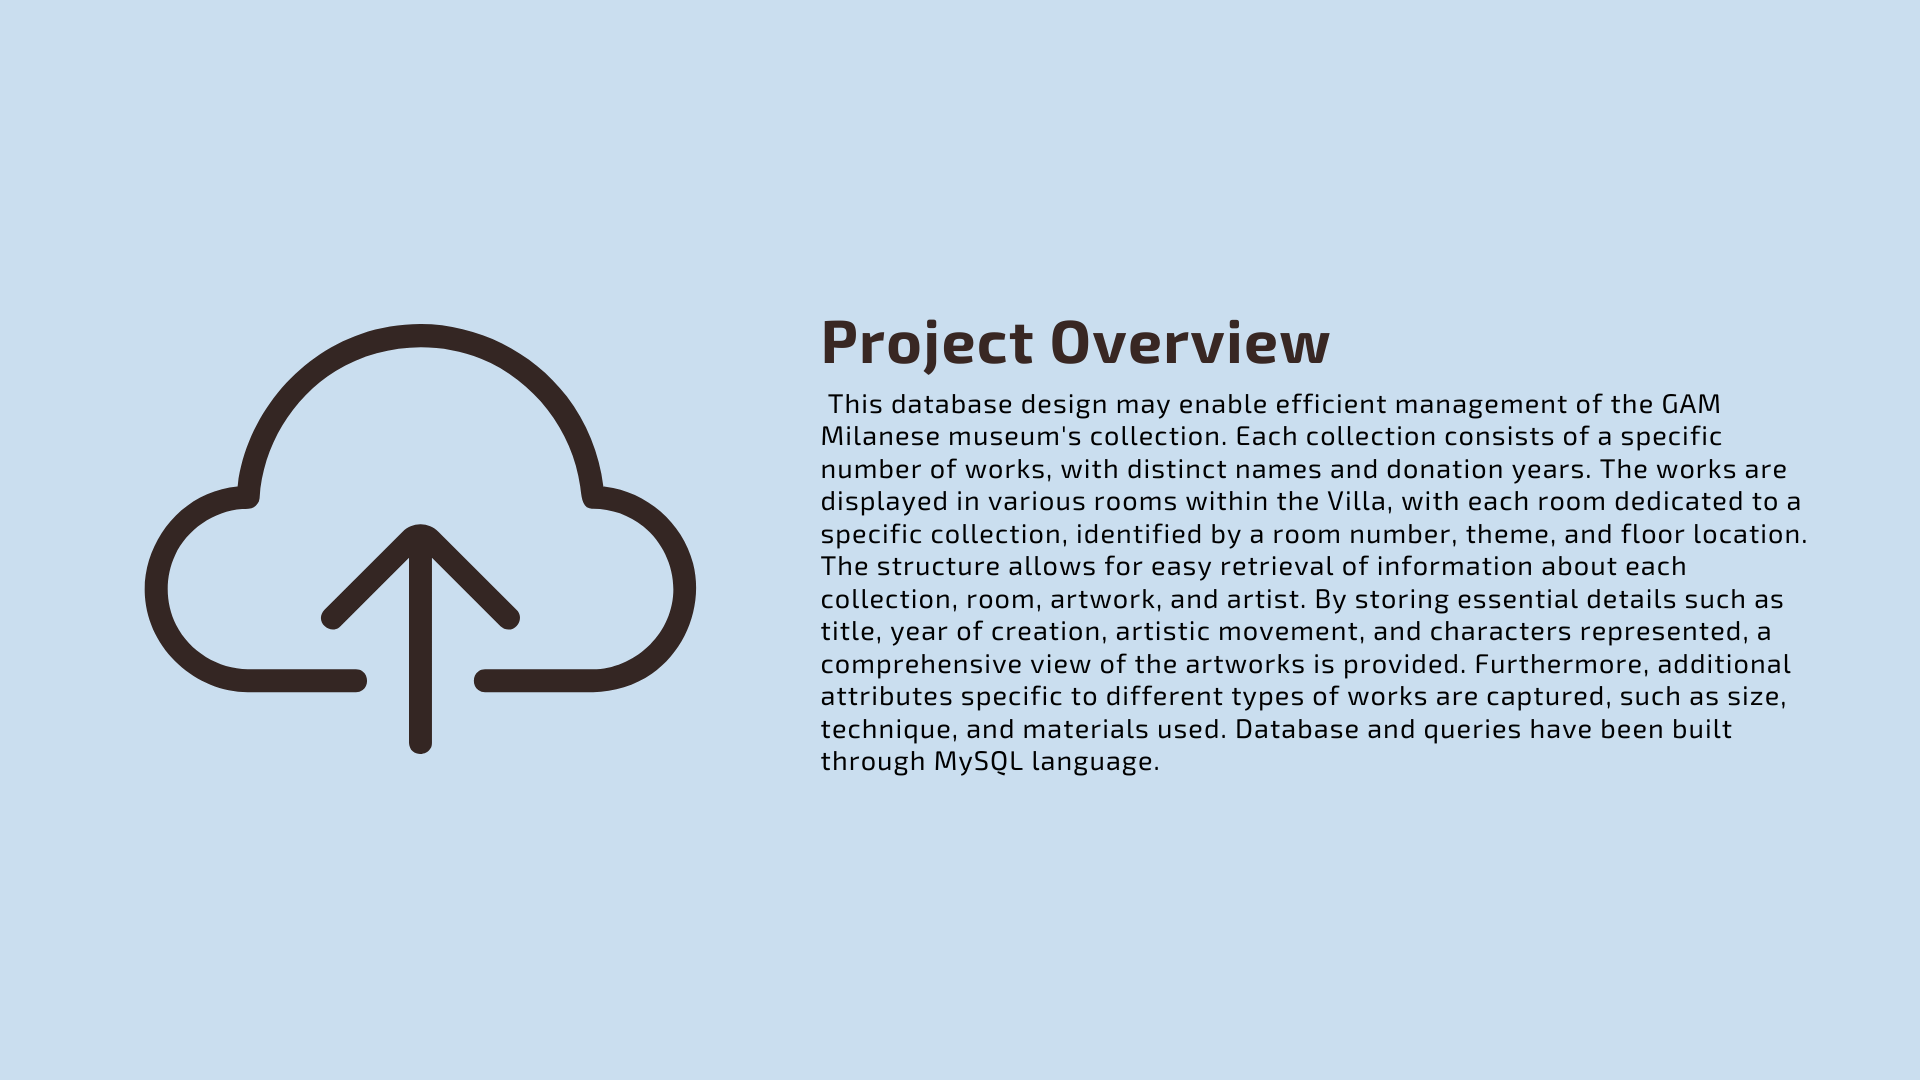 Project Overview
This database design may enable efficient management of the GAM
Milanese museum's collection. Each collection consists of a specific
number of works, with distinct names and donation years. The works are
displayed in various rooms within the Villa, with each room dedicated to a
specific collection, identified by a room number, theme, and floor location.
The structure allows for easy retrieval of information about each
collection, room, artwork, and artist. By storing essential details such as
title, year of creation, artistic movement, and characters represented, a
comprehensive view of the artworks is provided. Furthermore, additional
attributes specific to different types of works are captured, such as size,
technique, and materials used. Database and queries have been built
through MySQL language.